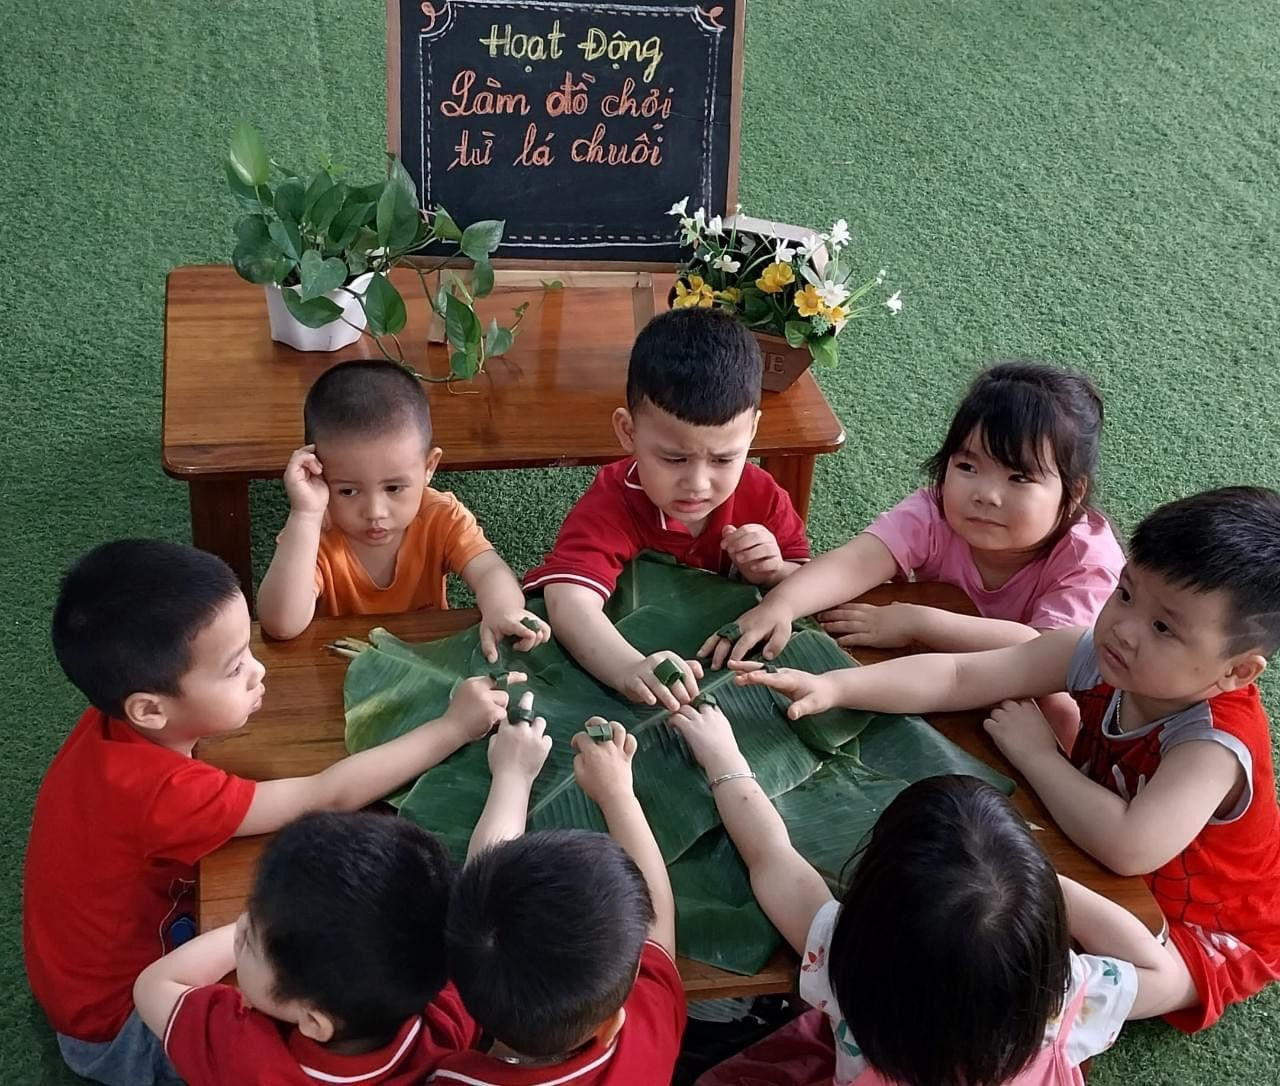 Hoạt Động
Làm đồ chơi
từ lá chuối